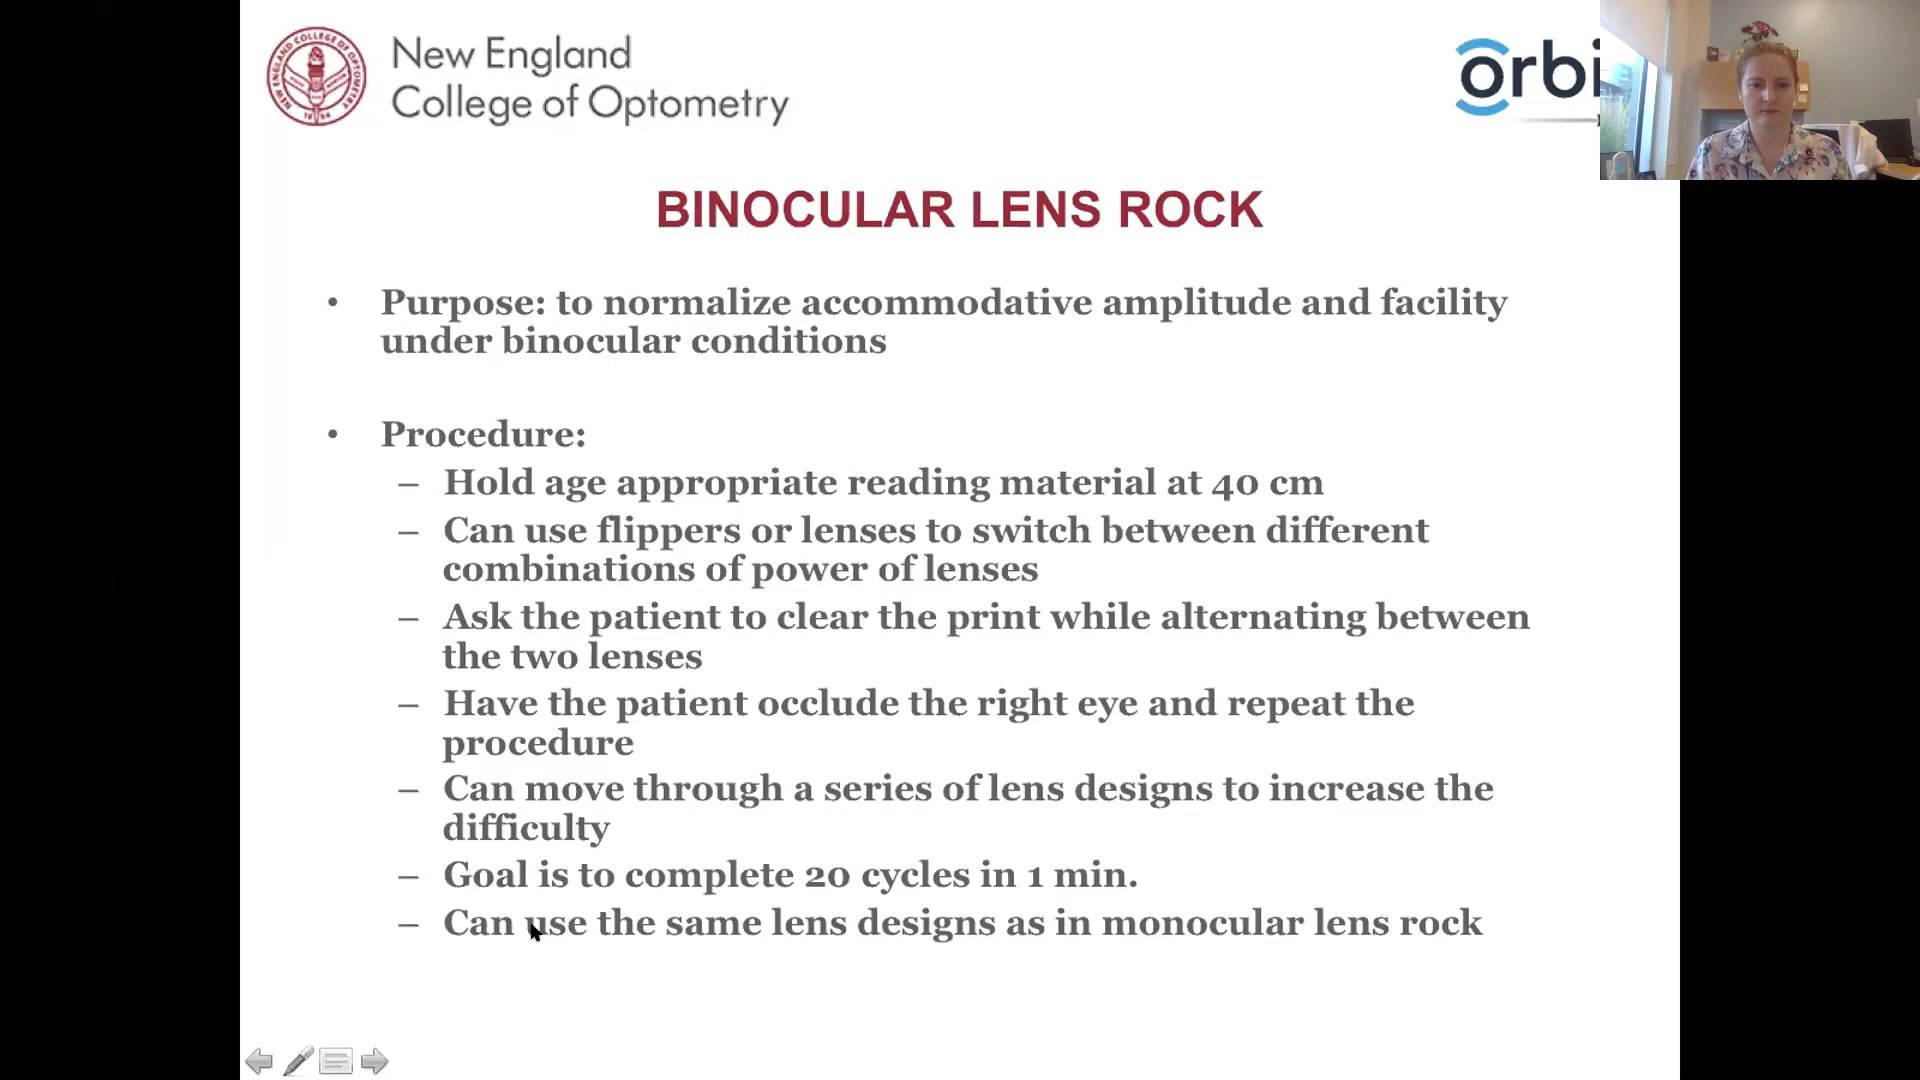 New England
College of Optometry
orbi
BINOCULAR LENS ROCK
• Purpose: to normalize accommodative amplitude and facility
under binocular conditions
• Procedure:
– Hold age appropriate reading material at 40 cm
– Can use flippers or lenses to switch between different
combinations of power of lenses
– Ask the patient to clear the print while alternating between
the two lenses
– Have the patient occlude the right eye and repeat the
procedure
– Can move through a series of lens designs to increase the
difficulty
– Goal is to complete 20 cycles in 1 min.
– Can use the same lens designs as in monocular lens rock